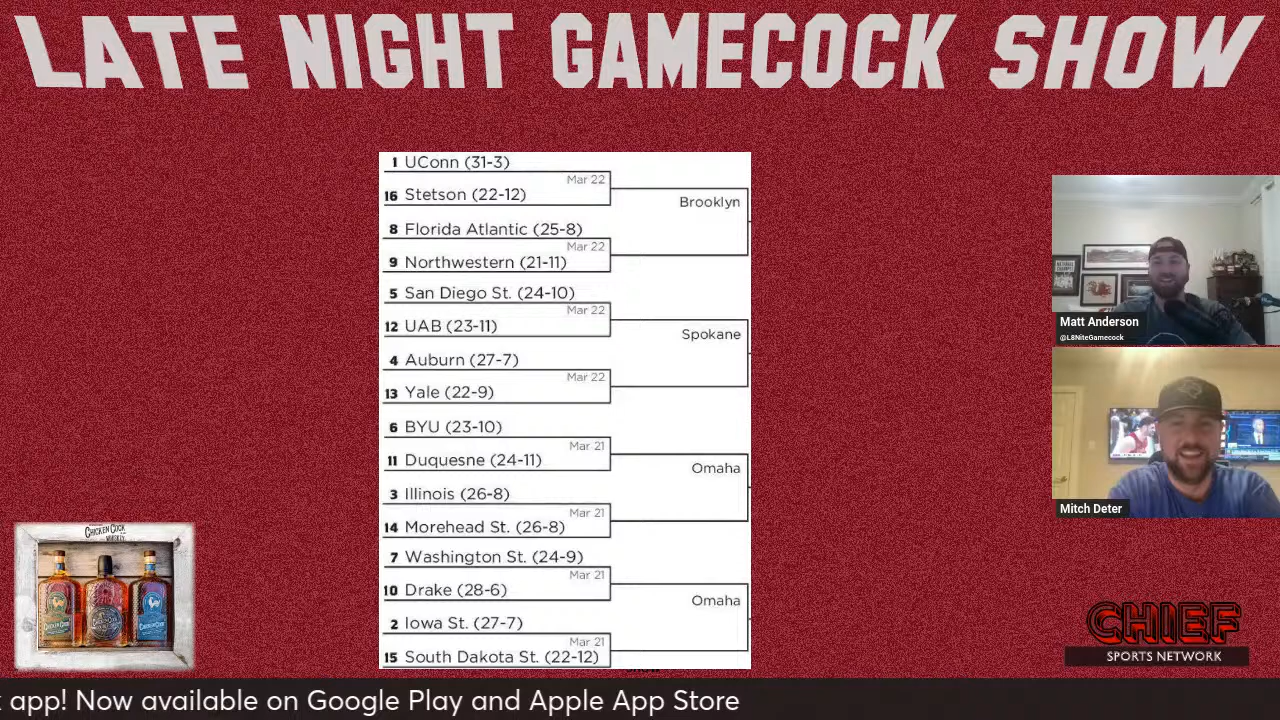 LATE NIGHT GAMECOCK SHOW
1 UConn (31-3)
Mar 22
16 Stetson (22-12)
Brooklyn
8 Florida Atlantic (25-8)
Mar 22
9 Northwestern (21-11)
5 San Diego St. (24-10)
Mar 22
12 UAB (23-11)
Spokane
4 Auburn (27-7)
Mar 22
13 Yale (22-9)
6 BYU (23-10)
Mar 21
11 Duquesne (24-11)
Omaha
3 Illinois (26-8)
Mar 21
14 Morehead St. (26-8)
7 Washington St. (24-9)
Mar 21
10 Drake (28-6)
Omaha
2 Iowa St. (27-7)
Mar 21
15 South Dakota St. (22-12)
Matt Anderson
@L8NiteGamecock
Mitch Deter
CHICKEN COCK
WHISKEY
CHIEF
SPORTS NETWORK
app! Now available on Google Play and Apple App Store